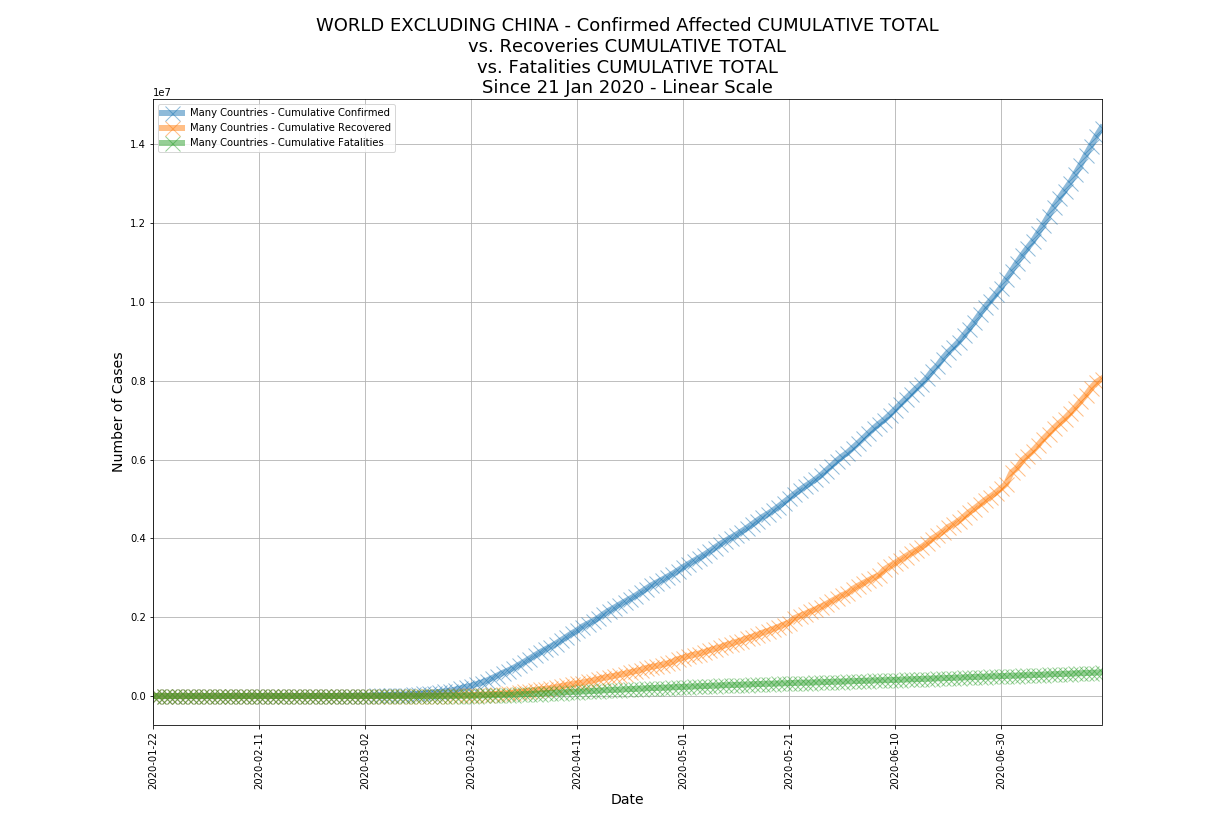 WORLD EXCLUDING CHINA - Confirmed Affected CUMULATIVE TOTAL
vs. Recoveries CUMULATIVE TOTAL
vs. Fatalities CUMULATIVE TOTAL
Since 21 Jan 2020 - Linear Scale
1e7
Many Countries - Cumulative Confirmed
Many Countries - Cumulative Recovered
Many Countries - Cumulative Fatalities
1.4
1.2
1.0
0.8
0.6
0.4
0.2
0.0
Number of Cases
2020-01-22
2020-02-11
2020-03-02
2020-03-22
2020-04-11
2020-05-01
2020-05-21
2020-06-10
2020-06-30
Date